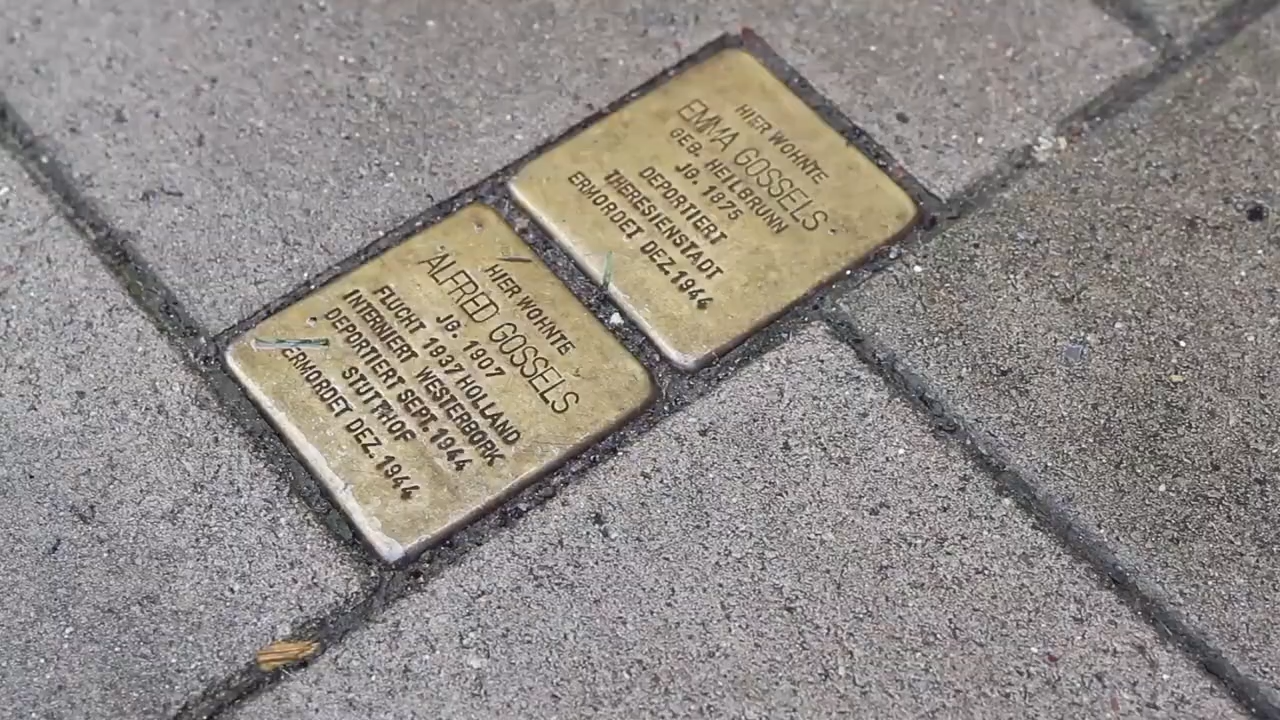 HIER WOHNTE
EMMA GOSSELS
GEB. HEILBRUNN
JG. 1875
DEPORTIERT
THERESIENSTADT
ERMORDET DEZ. 1944
HIER WOHNTE
ALFRED GOSSELS
JG. 1907
FLUCHT 1937 HOLLAND
INTERNIERT WESTERBORK
DEPORTIERT SEPT. 1944
STUTTHOF
ERMORDET DEZ. 1944